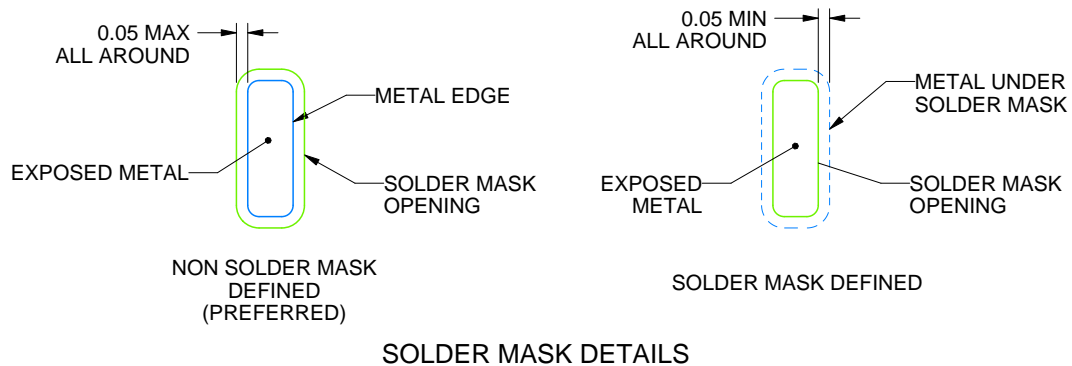 0.05 MAX
ALL AROUND
METAL EDGE
EXPOSED METAL
SOLDER MASK
OPENING
NON SOLDER MASK
DEFINED
(PREFERRED)
0.05 MIN
ALL AROUND
METAL UNDER
SOLDER MASK
EXPOSED
METAL
SOLDER MASK
OPENING
SOLDER MASK DEFINED
SOLDER MASK DETAILS